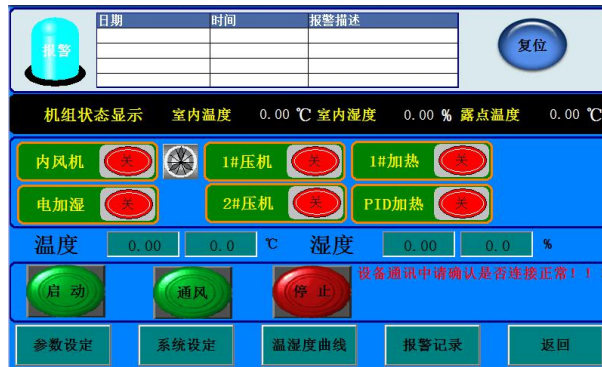 日期 时间 报警描述
报警
复位
机组状态显示 室内温度 0.00 ℃ 室内湿度 0.00 % 露点温度 0.00 ℃
内风机 关 1#压机 关 1#加热 关
电加湿 关 2#压机 关 PID加热 关
温度 0.00 0.0 ℃ 湿度 0.00 0.0 %
设备通讯中请确认是否连接正常！！
启动 通风 停止
参数设定 系统设定 温湿度曲线 报警记录 返回